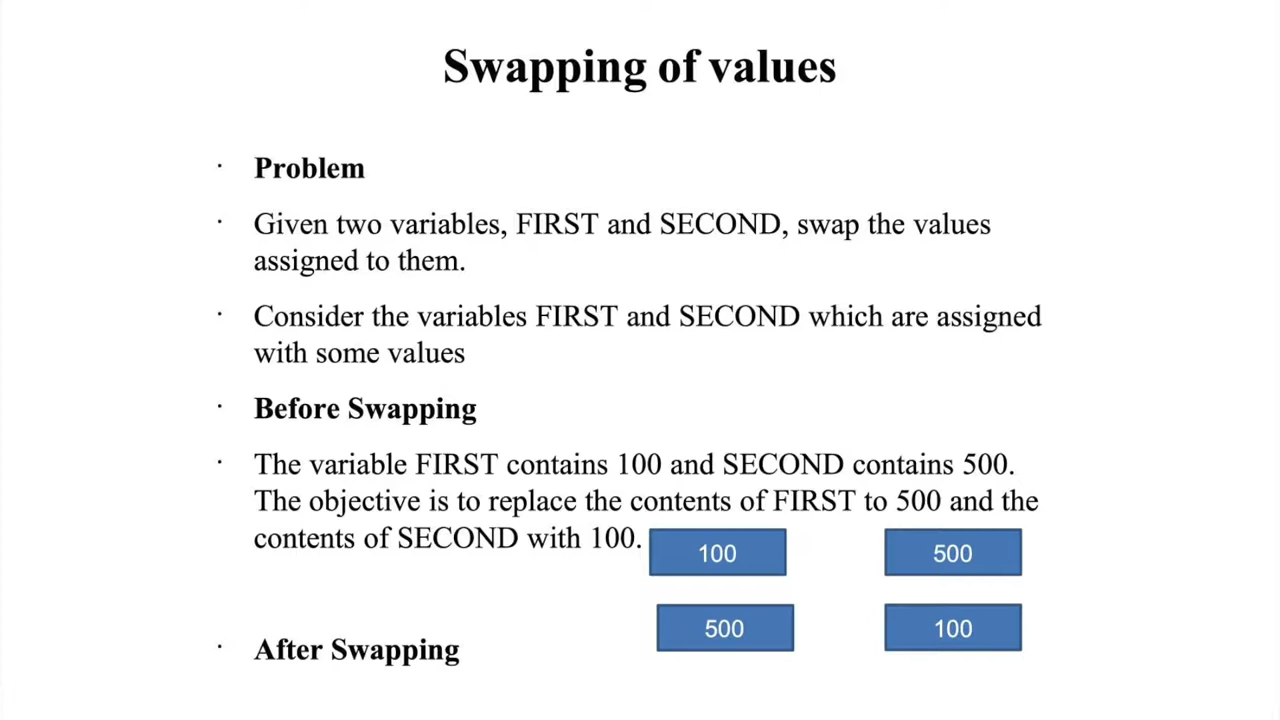 Swapping of values
· Problem
· Given two variables, FIRST and SECOND, swap the values
assigned to them.
· Consider the variables FIRST and SECOND which are assigned
with some values
· Before Swapping
· The variable FIRST contains 100 and SECOND contains 500.
The objective is to replace the contents of FIRST to 500 and the
contents of SECOND with 100.
100 500
500 100
· After Swapping